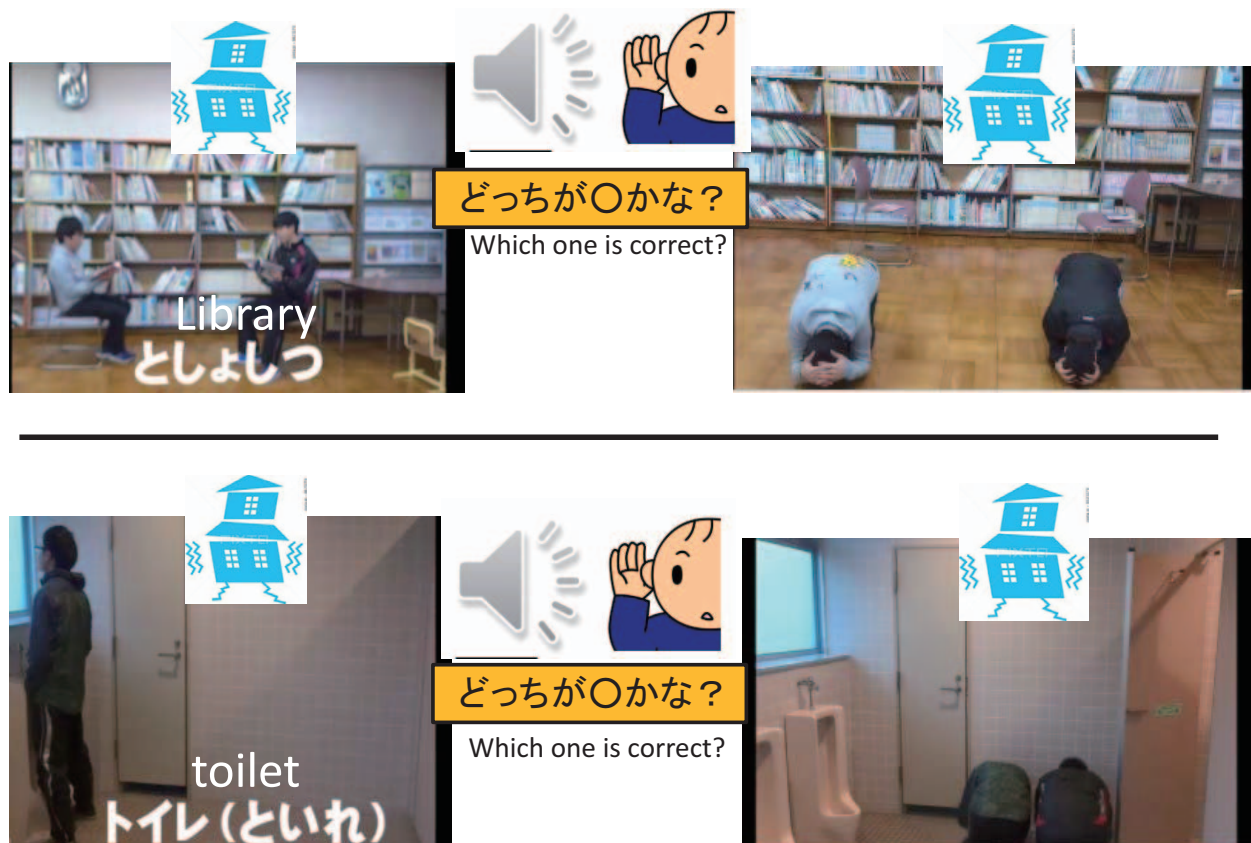 どっちが〇かな？
Which one is correct?
Library
としょしつ
どっちが〇かな？
Which one is correct?
toilet
トイレ(といれ)